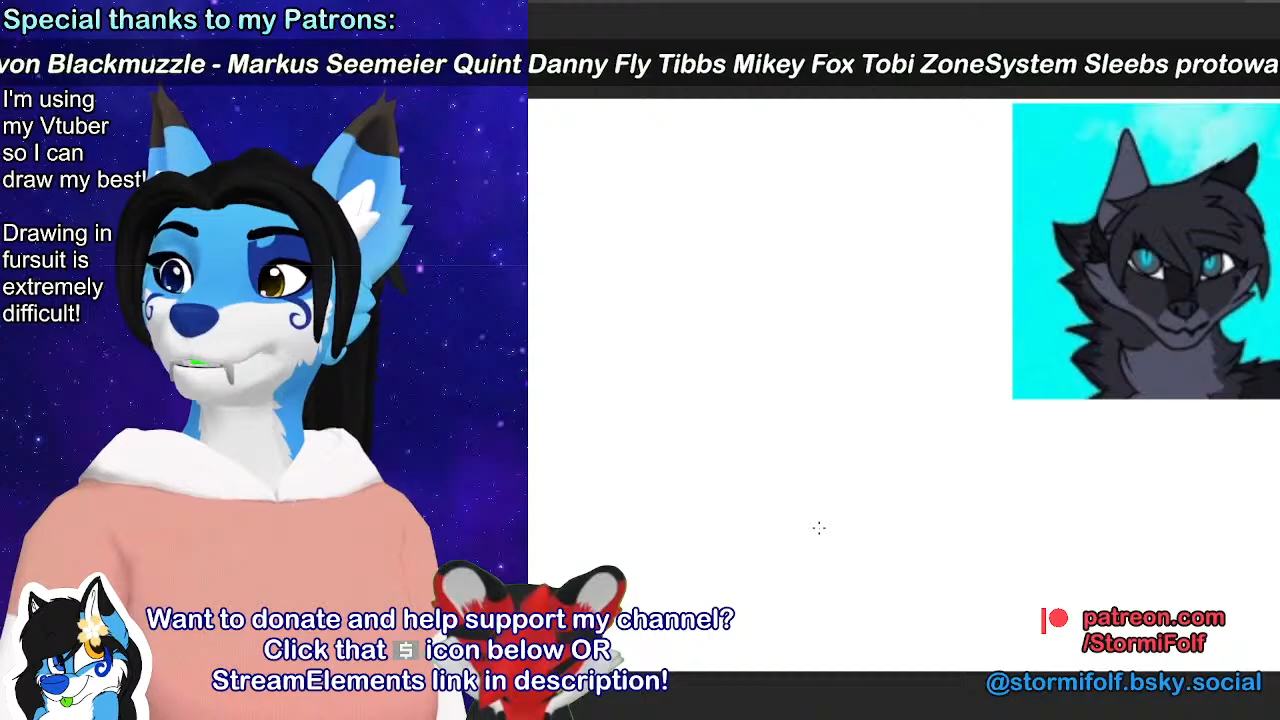 Special thanks to my Patrons:
von Blackmuzzle - Markus Seemeier Quint Danny Fly Tibbs Mikey Fox Tobi ZoneSystem Sleebs protowa
I'm using
my Vtuber
so I can
draw my best!
Drawing in
fursuit is
extremely
difficult!
Want to donate and help support my channel?
Click that $ icon below OR
StreamElements link in description!
patreon.com
/StormiFolf
@stormifolf.bsky.social